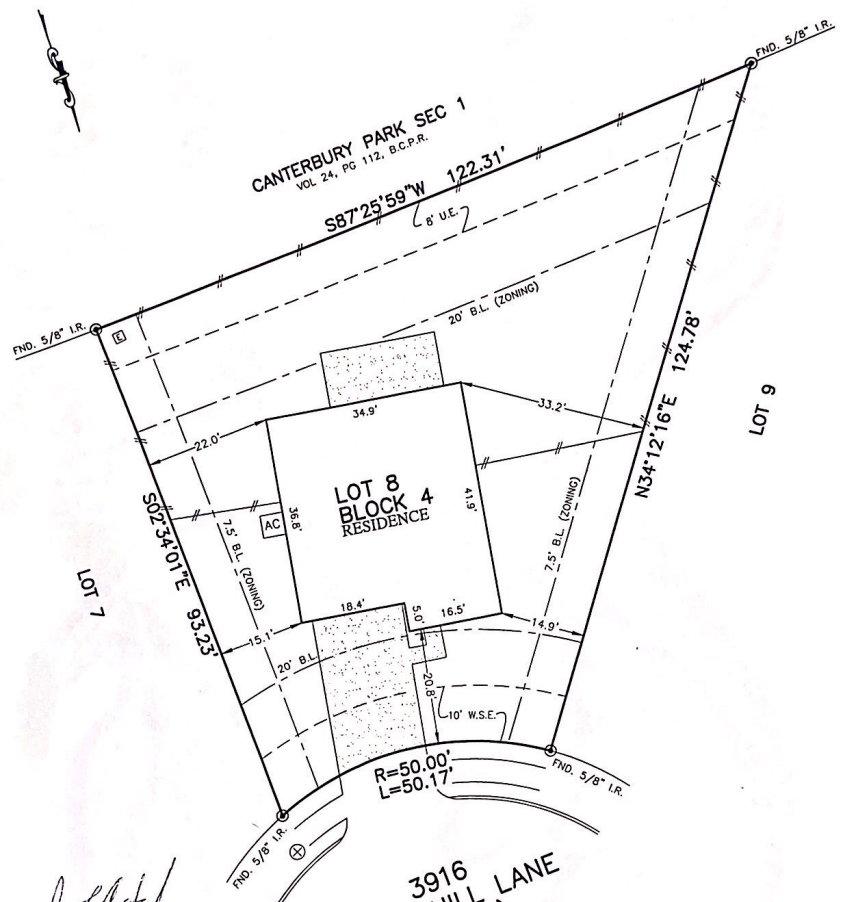 FND. 5/8" I.R.
CANTERBURY PARK SEC 1
VOL 24, PG 112, B.C.P.R.
S87°25'59"W 122.31'
8' U.E.
FND. 5/8" I.R.
E
20' B.L. (ZONING)
N34°12'16"E 124.78'
LOT 9
33.2'
34.9'
22.0'
LOT 8
BLOCK 4
RESIDENCE
36.8'
41.9'
AC
S02°34'01"E 93.23'
7.5' B.L. (ZONING)
7.5' B.L. (ZONING)
LOT 7
18.4'
5.0'
16.5'
15.1'
14.9'
20' B.L.
20.8'
10' W.S.E.
R=50.00'
L=50.17'
FND. 5/8" I.R.
FND. 5/8" I.R.
3916
HILL LANE